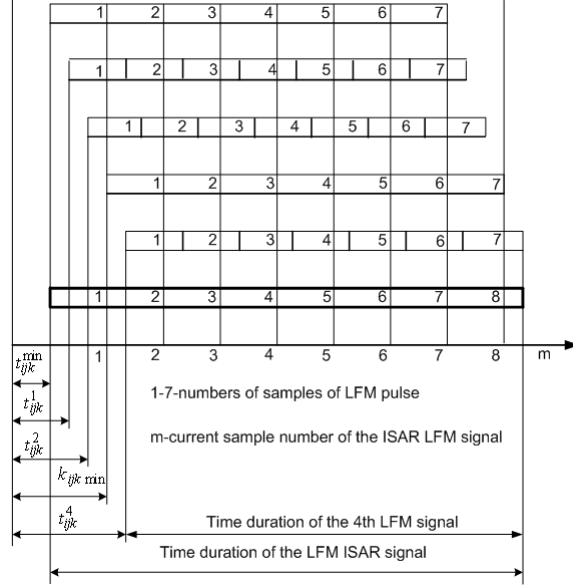 1 2 3 4 5 6 7
1 2 3 4 5 6 7
1 2 3 4 5 6 7
1 2 3 4 5 6 7
1 2 3 4 5 6 7
1 2 3 4 5 6 7 8
1 2 3 4 5 6 7 8 m
t_{ijk}^{min}
1-7-numbers of samples of LFM pulse
t_{ijk}^{1}
m-current sample number of the ISAR LFM signal
t_{ijk}^{2}
k_{ijk min}
t_{ijk}^{4}
Time duration of the 4th LFM signal
Time duration of the LFM ISAR signal